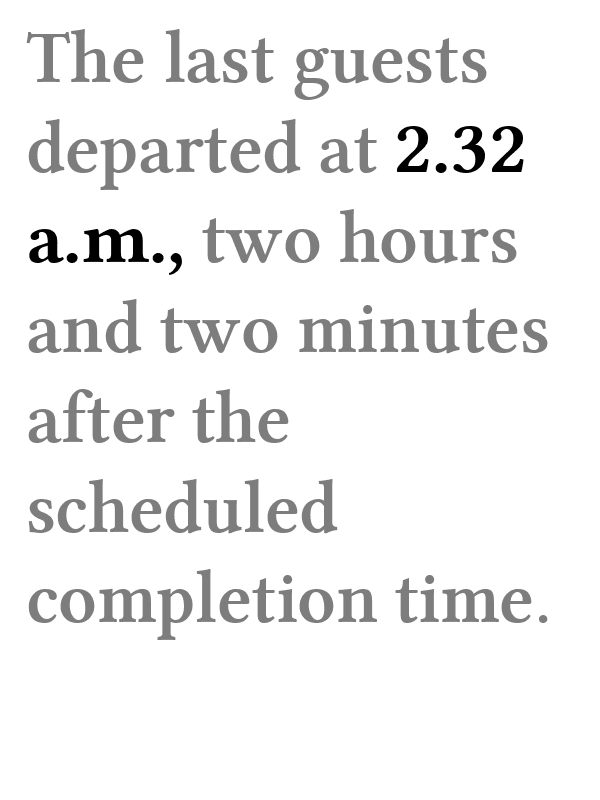 The last guests
departed at 2.32
a.m., two hours
and two minutes
after the
scheduled
completion time.